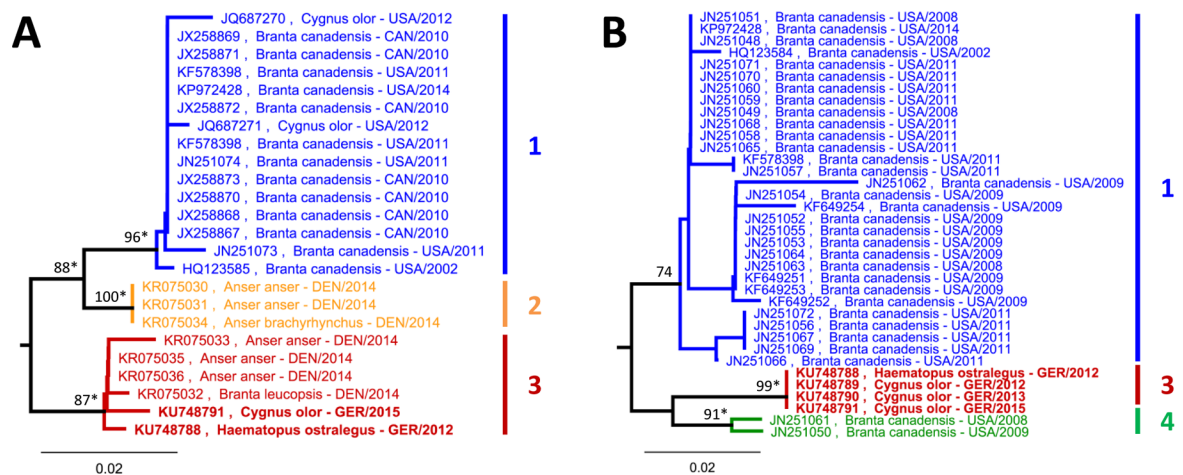 A
JQ687270 , Cygnus olor - USA/2012
JX258869 , Branta canadensis - CAN/2010
JX258871 , Branta canadensis - CAN/2010
KF578398 , Branta canadensis - USA/2011
KP972428 , Branta canadensis - USA/2014
JX258872 , Branta canadensis - CAN/2010
JQ687271 , Cygnus olor - USA/2012
KF578398 , Branta canadensis - USA/2011
JN251074 , Branta canadensis - USA/2011
JX258873 , Branta canadensis - CAN/2010
JX258870 , Branta canadensis - CAN/2010
JX258868 , Branta canadensis - CAN/2010
JX258867 , Branta canadensis - CAN/2010
JN251073 , Branta canadensis - USA/2011
HQ123585 , Branta canadensis - USA/2002
1
96*
88*
100*
KR075030 , Anser anser - DEN/2014
KR075031 , Anser anser - DEN/2014
KR075034 , Anser brachyrhynchus - DEN/2014
2
KR075033 , Anser anser - DEN/2014
KR075035 , Anser anser - DEN/2014
KR075036 , Anser anser - DEN/2014
KR075032 , Branta leucopsis - DEN/2014
KU748791 , Cygnus olor - GER/2015
KU748788 , Haematopus ostralegus - GER/2012
87*
3
0.02
B
JN251051 , Branta canadensis - USA/2008
KP972428 , Branta canadensis - USA/2014
JN251048 , Branta canadensis - USA/2008
HQ123584 , Branta canadensis - USA/2002
JN251071 , Branta canadensis - USA/2011
JN251070 , Branta canadensis - USA/2011
JN251060 , Branta canadensis - USA/2011
JN251059 , Branta canadensis - USA/2011
JN251049 , Branta canadensis - USA/2008
JN251068 , Branta canadensis - USA/2011
JN251058 , Branta canadensis - USA/2011
JN251065 , Branta canadensis - USA/2011
KF578398 , Branta canadensis - USA/2011
JN251057 , Branta canadensis - USA/2011
JN251062 , Branta canadensis - USA/2009
JN251054 , Branta canadensis - USA/2009
KF649254 , Branta canadensis - USA/2009
JN251052 , Branta canadensis - USA/2009
JN251055 , Branta canadensis - USA/2009
JN251053 , Branta canadensis - USA/2009
JN251064 , Branta canadensis - USA/2009
JN251063 , Branta canadensis - USA/2008
KF649251 , Branta canadensis - USA/2009
KF649253 , Branta canadensis - USA/2009
KF649252 , Branta canadensis - USA/2009
JN251072 , Branta canadensis - USA/2011
JN251056 , Branta canadensis - USA/2011
JN251067 , Branta canadensis - USA/2011
JN251069 , Branta canadensis - USA/2011
JN251066 , Branta canadensis - USA/2011
1
74
KU748788 , Haematopus ostralegus - GER/2012
KU748789 , Cygnus olor - GER/2012
KU748790 , Cygnus olor - GER/2013
KU748791 , Cygnus olor - GER/2015
99*
3
JN251061 , Branta canadensis - USA/2008
JN251050 , Branta canadensis - USA/2009
91*
4
0.02